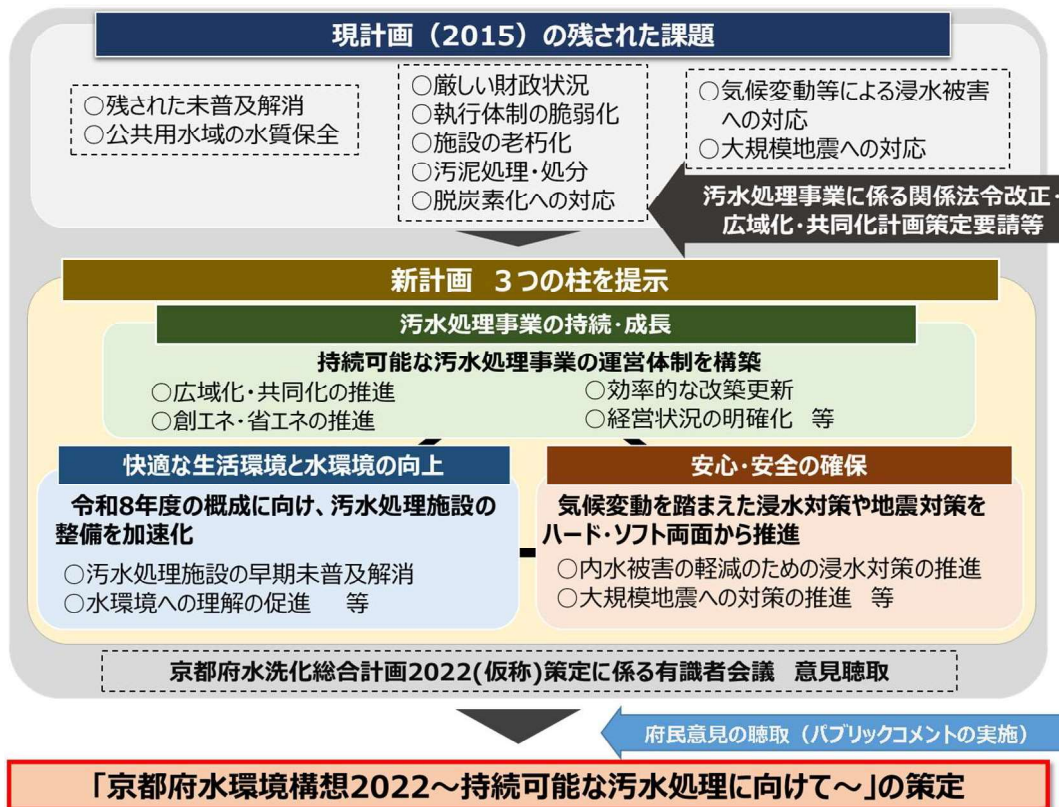 現計画（2015）の残された課題
○残された未普及解消
○公共用水域の水質保全
○厳しい財政状況
○執行体制の脆弱化
○施設の老朽化
○汚泥処理・処分
○脱炭素化への対応
○気候変動等による浸水被害
への対応
○大規模地震への対応
汚水処理事業に係る関係法令改正
広域化・共同化計画策定要請等
新計画 3つの柱を提示
汚水処理事業の持続・成長
持続可能な汚水処理事業の運営体制を構築
○広域化・共同化の推進
○創エネ・省エネの推進
○効率的な改築更新
○経営状況の明確化 等
快適な生活環境と水環境の向上
令和8年度の概成に向け、汚水処理施設の
整備を加速化
○汚水処理施設の早期未普及解消
○水環境への理解の促進 等
安心・安全の確保
気候変動を踏まえた浸水対策や地震対策を
ハード・ソフト両面から推進
○内水被害の軽減のための浸水対策の推進
○大規模地震への対策の推進 等
京都府水洗化総合計画2022(仮称)策定に係る有識者会議 意見聴取
府民意見の聴取（パブリックコメントの実施）
「京都府水環境構想2022～持続可能な汚水処理に向けて～」の策定